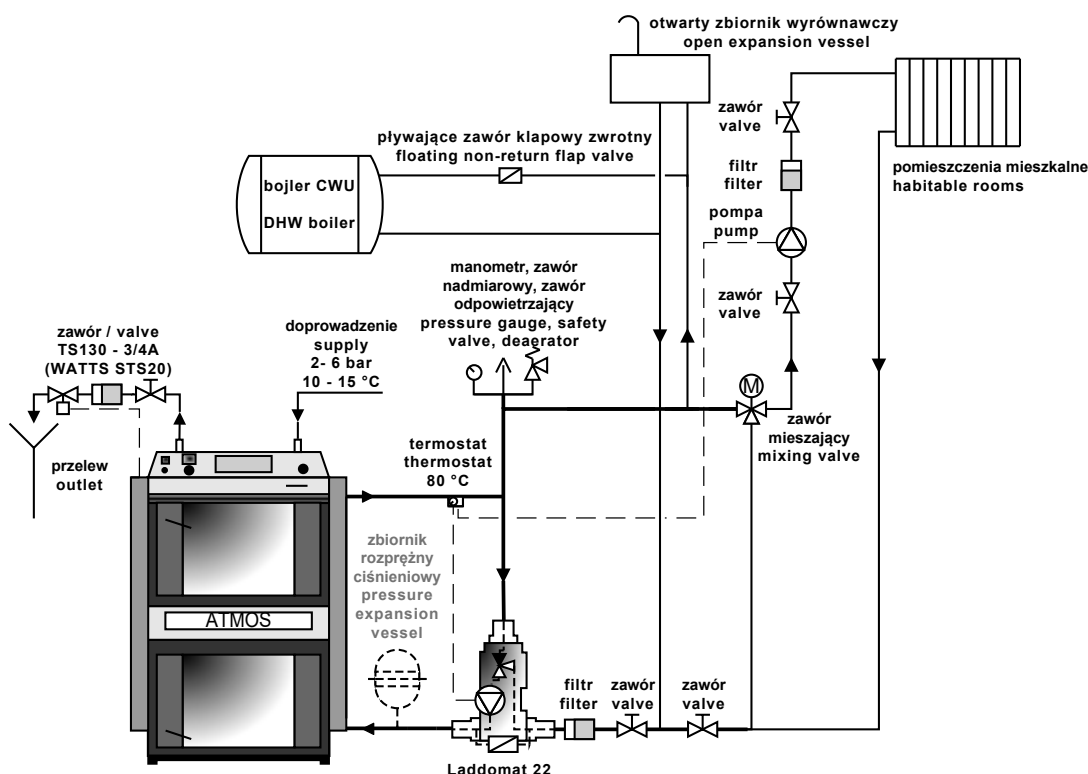 otwarty zbiornik wyrównawczy
open expansion vessel
zawór
valve
pływające zawór klapowy zwrotny
floating non-return flap valve
filtr
filter
pomieszczenia mieszkalne
habitable rooms
bojler CWU
DHW boiler
pompa
pump
manometr, zawór
nadmiarowy, zawór
odpowietrzający
pressure gauge, safety
valve, deaerator
zawór
valve
zawór / valve
TS130 - 3/4A
(WATTS STS20)
doprowadzenie
supply
2- 6 bar
10 - 15 °C
M
zawór
mieszający
mixing valve
przelew
outlet
termostat
thermostat
80 °C
zbiornik
rozprężny
ciśnieniowy
pressure
expansion
vessel
ATMOS
filtr
filter
zawór
valve
zawór
valve
Laddomat 22